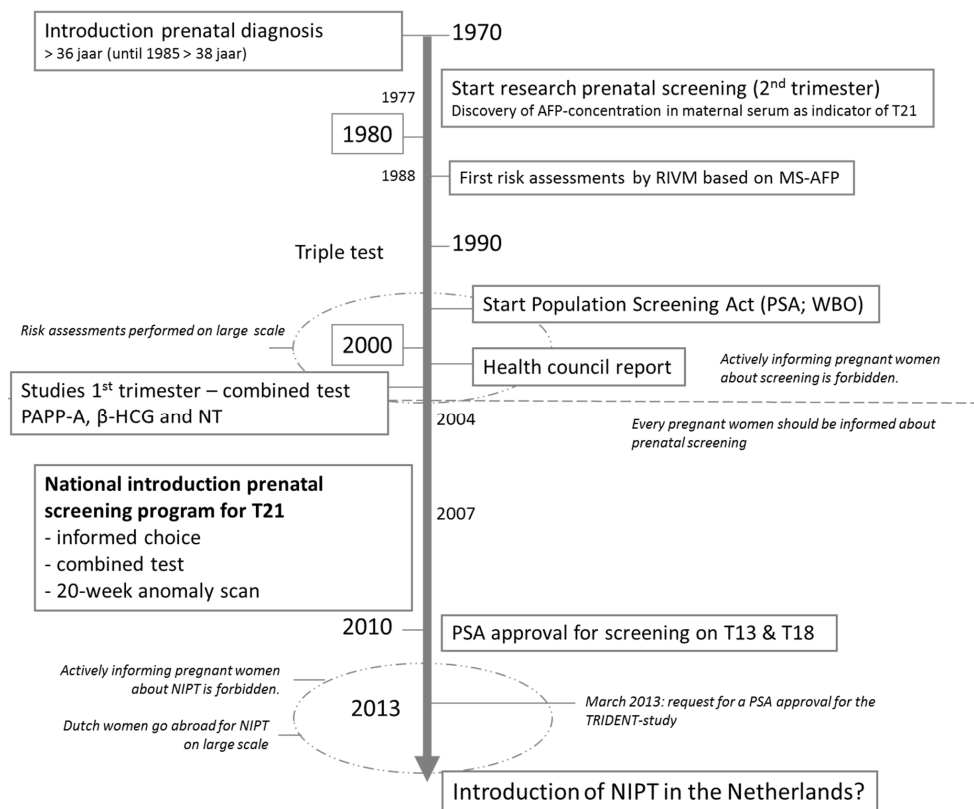 Introduction prenatal diagnosis
> 36 jaar (until 1985 > 38 jaar)
1970
Start research prenatal screening (2nd trimester)
Discovery of AFP-concentration in maternal serum as indicator of T21
1977
1980
1988
First risk assessments by RIVM based on MS-AFP
1990
Triple test
Start Population Screening Act (PSA; WBO)
Risk assessments performed on large scale
2000
Health council report
Actively informing pregnant women
about screening is forbidden.
Studies 1st trimester – combined test
PAPP-A, β-HCG and NT
2004
Every pregnant women should be informed about
prenatal screening
National introduction prenatal
screening program for T21
- informed choice
- combined test
- 20-week anomaly scan
2007
2010
PSA approval for screening on T13 & T18
Actively informing pregnant women
about NIPT is forbidden.
2013
March 2013: request for a PSA approval for the
TRIDENT-study
Dutch women go abroad for NIPT
on large scale
Introduction of NIPT in the Netherlands?